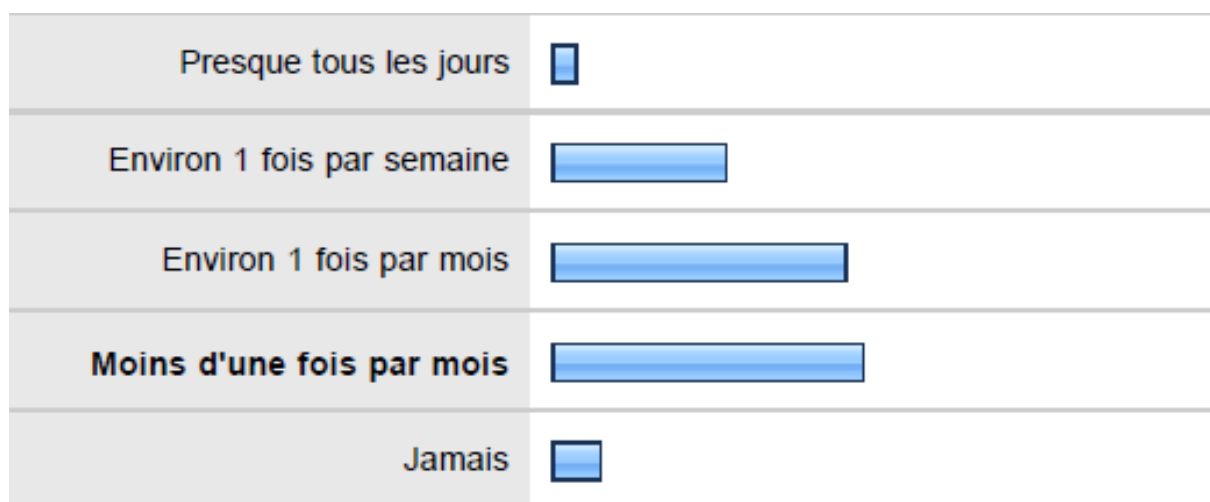 Presque tous les jours
Environ 1 fois par semaine
Environ 1 fois par mois
Moins d'une fois par mois
Jamais